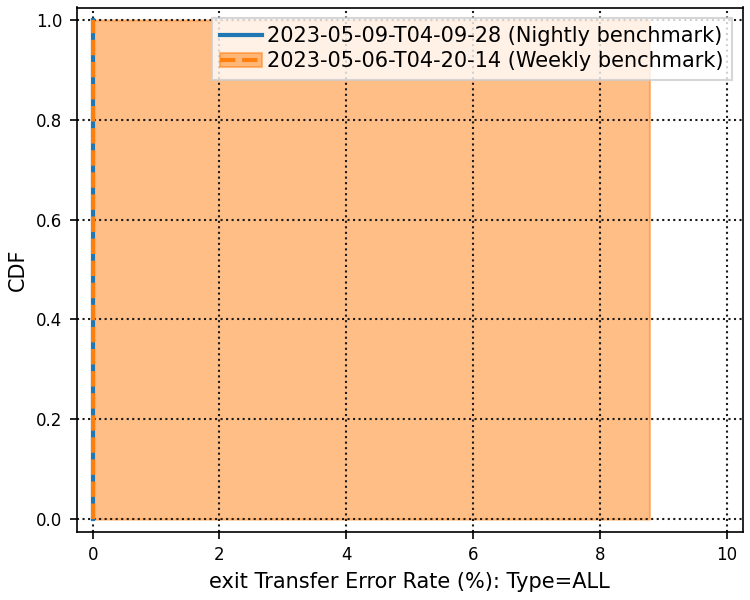 2023-05-09-T04-09-28 (Nightly benchmark)
2023-05-06-T04-20-14 (Weekly benchmark)
1.0
0.8
0.6
0.4
0.2
0.0
CDF
0 2 4 6 8 10
exit Transfer Error Rate (%): Type=ALL